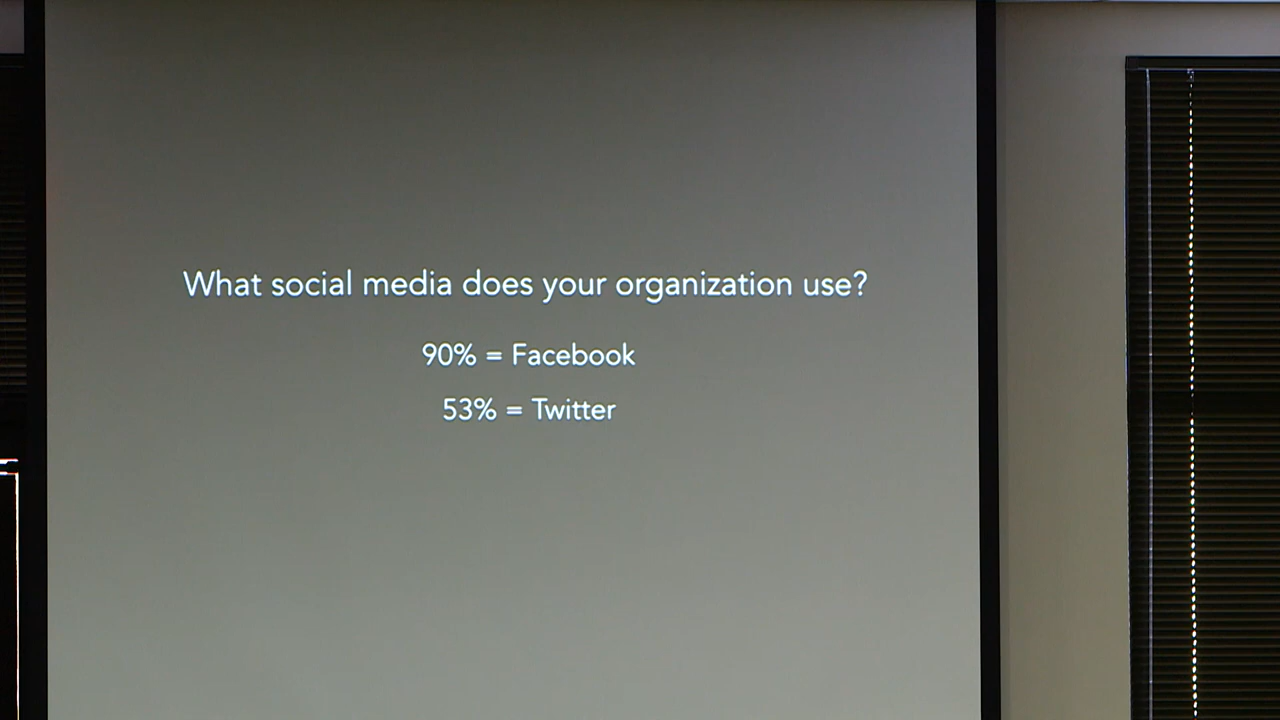 What social media does your organization use?
90% = Facebook
53% = Twitter